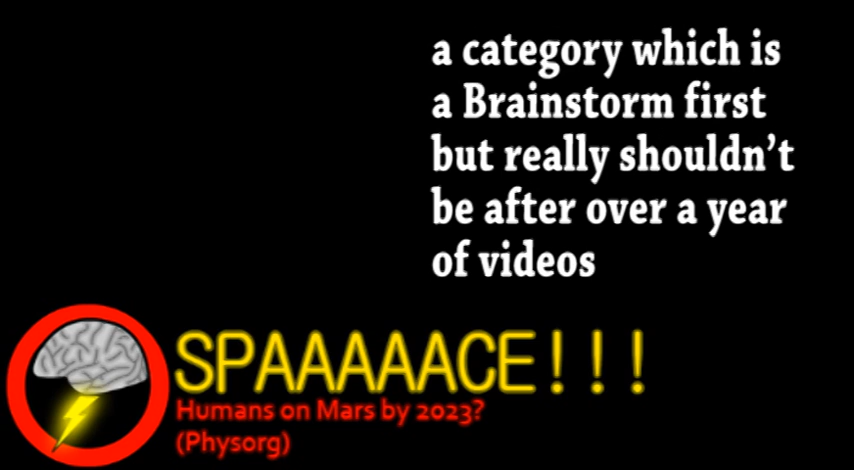 a category which is
a Brainstorm first
but really shouldn't
be after over a year
of videos
SPAAAAAACE!!!
Humans on Mars by 2023?
(Physorg)